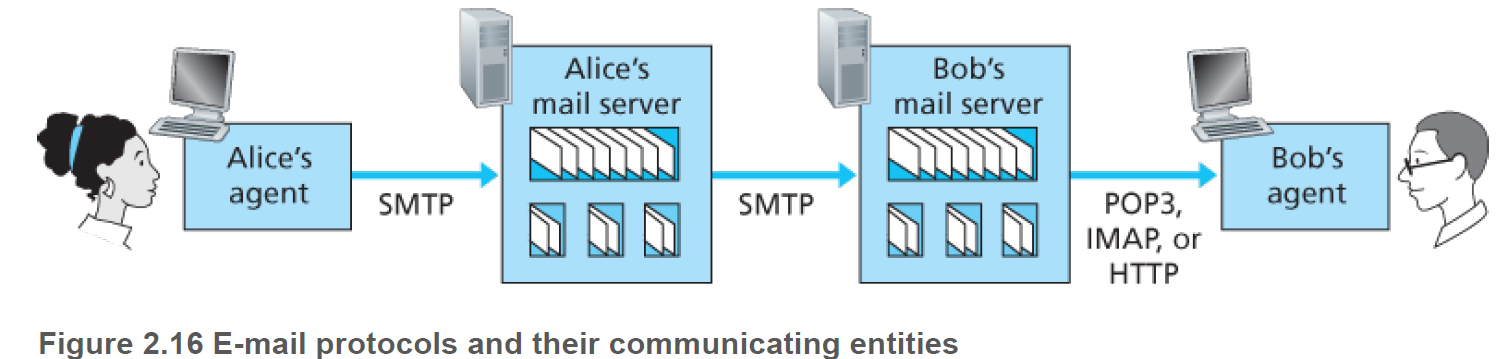 Alice's
agent
SMTP
Alice's
mail server
SMTP
Bob's
mail server
POP3,
IMAP, or
HTTP
Bob's
agent
Figure 2.16 E-mail protocols and their communicating entities